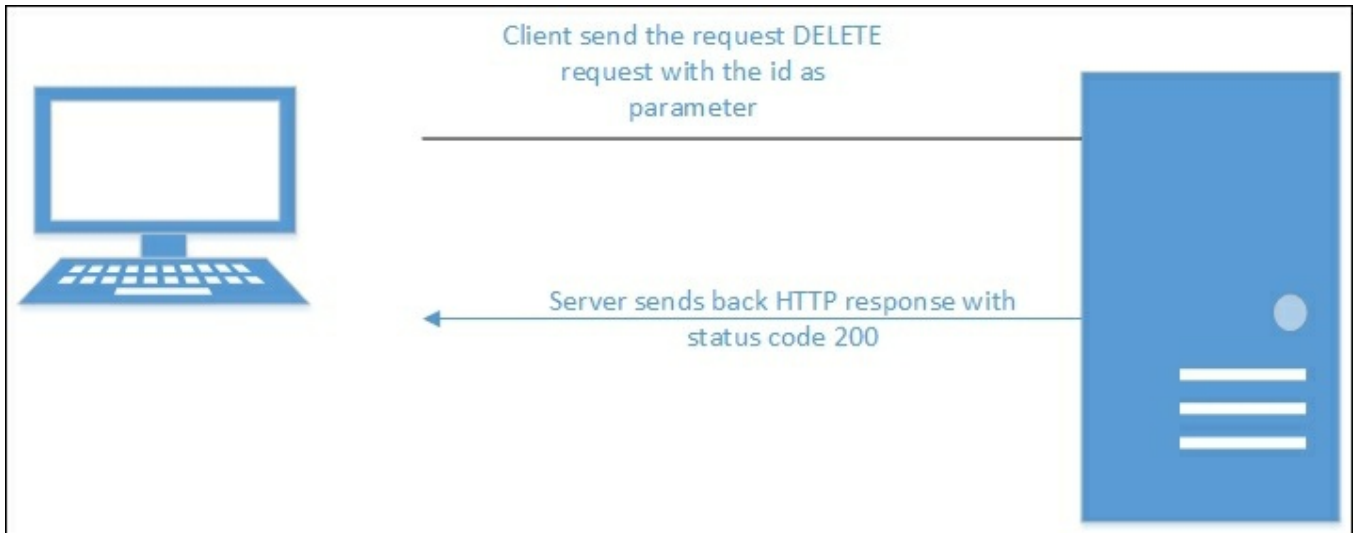 Client send the request DELETE
request with the id as
parameter
Server sends back HTTP response with
status code 200